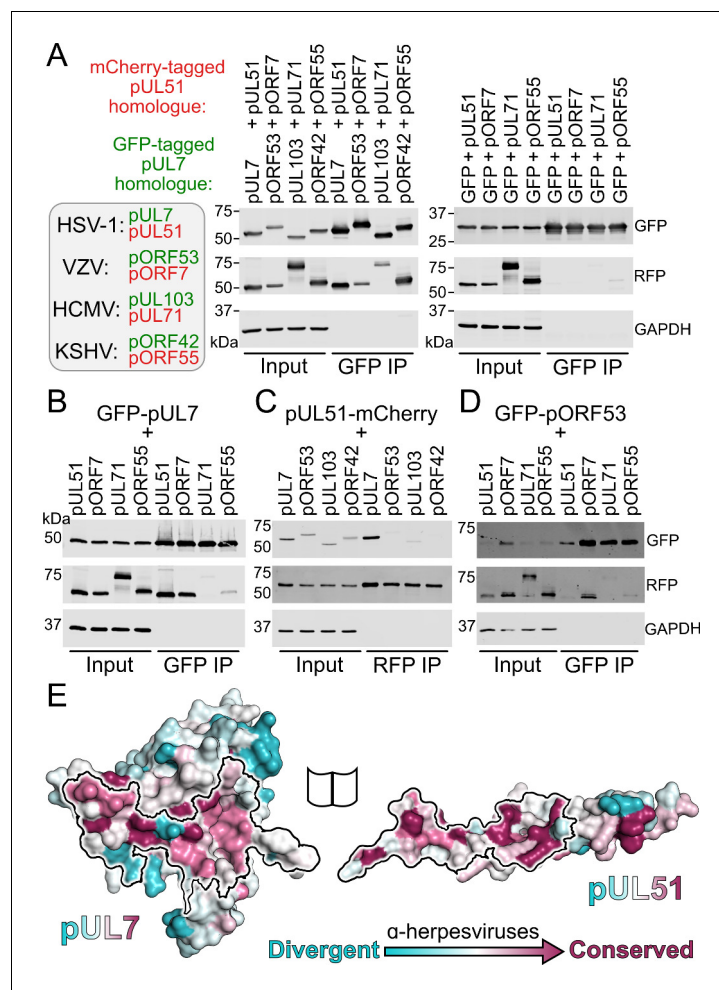 A
mCherry-tagged
pUL51
homologue:
GFP-tagged
pUL7
homologue:
HSV-1: pUL7
pUL51
VZV: pORF53
pORF7
HCMV: pUL103
pUL71
KSHV: pORF42
pORF55
pUL7 + pUL51
pORF53 + pORF7
pUL103 + pUL71
pORF42 + pORF55
pUL7 + pUL51
pORF53 + pORF7
pUL103 + pUL71
pORF42 + pORF55
75
50
75
50
37
kDa
Input
GFP IP
GFP + pUL51
GFP + pORF7
GFP + pUL71
GFP + pORF55
GFP + pUL51
GFP + pORF7
GFP + pUL71
GFP + pORF55
37
25
GFP
75
50
RFP
37
GAPDH
kDa
Input
GFP IP
B
GFP-pUL7
+
pUL51
pORF7
pUL71
pORF55
pUL51
pORF7
pUL71
pORF55
kDa
50
75
50
37
Input
GFP IP
C
pUL51-mCherry
+
pUL7
pORF53
pUL103
pORF42
pUL7
pORF53
pUL103
pORF42
75
50
75
50
37
Input
RFP IP
D
GFP-pORF53
+
pUL51
pORF7
pUL71
pORF55
pUL51
pORF7
pUL71
pORF55
75
GFP
75
50
RFP
37
GAPDH
Input
GFP IP
E
pUL7
pUL51
α-herpesviruses
Divergent
Conserved